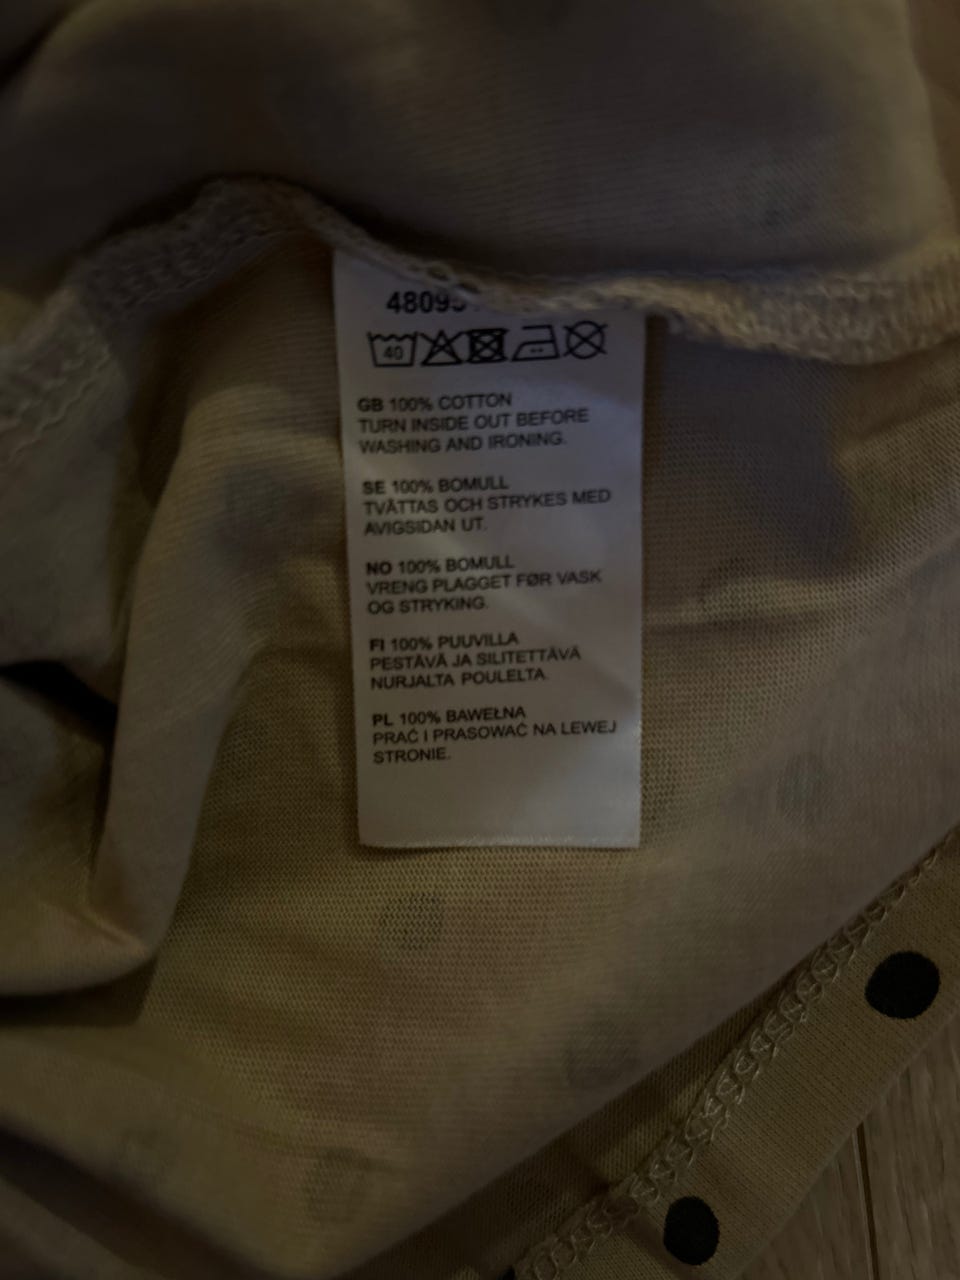 40
GB 100% COTTON
TURN INSIDE OUT BEFORE
WASHING AND IRONING.
SE 100% BOMULL
TVÄTTAS OCH STRYKES MED
AVIGSIDAN UT.
NO 100% BOMULL
VRENG PLAGGET FØR VASK
OG STRYKING.
FI 100% PUUVILLA
PESTÄVÄ JA SILITETTÄVÄ
NURJALTA POULELTA.
PL 100% BAWEŁNA
PRAĆ I PRASOWAĆ NA LEWEJ
STRONIE.